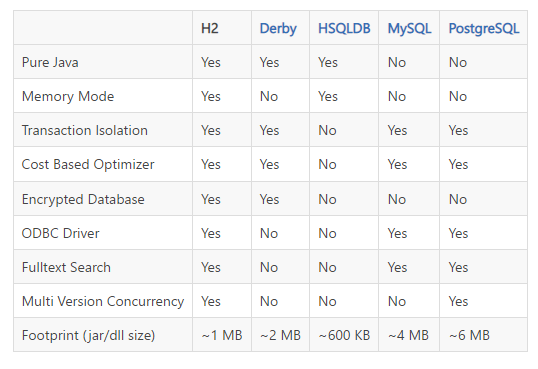 H2 Derby HSQLDB MySQL PostgreSQL
Pure Java Yes Yes Yes No No
Memory Mode Yes No Yes No No
Transaction Isolation Yes Yes No Yes Yes
Cost Based Optimizer Yes Yes No Yes Yes
Encrypted Database Yes Yes No No No
ODBC Driver Yes No No Yes Yes
Fulltext Search Yes No No Yes Yes
Multi Version Concurrency Yes No No No Yes
Footprint (jar/dll size) ~1 MB ~2 MB ~600 KB ~4 MB ~6 MB